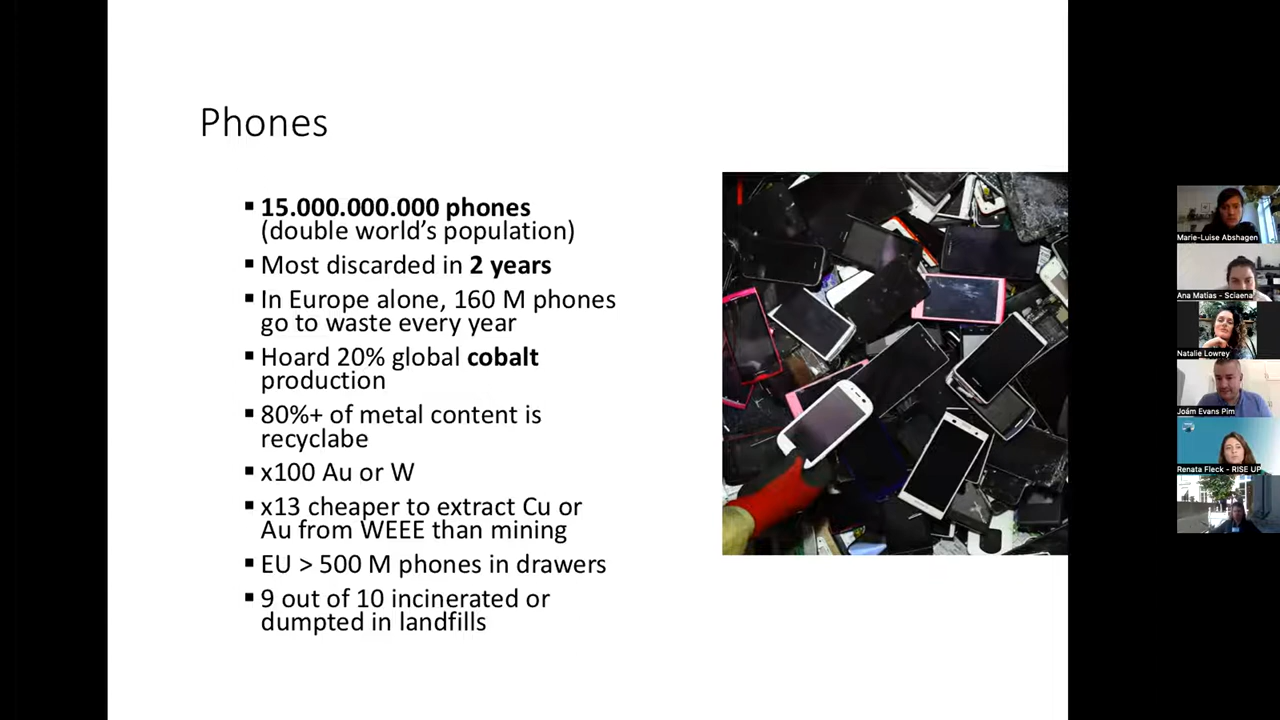 Phones
▪ 15.000.000.000 phones
(double world's population)
▪ Most discarded in 2 years
▪ In Europe alone, 160 M phones
go to waste every year
▪ Hoard 20% global cobalt
production
▪ 80%+ of metal content is
recyclabe
▪ x100 Au or W
▪ x13 cheaper to extract Cu or
Au from WEEE than mining
▪ EU > 500 M phones in drawers
▪ 9 out of 10 incinerated or
dumpted in landfills
Marie-Luise Abshagen
Ana Matias - Sciaena
Natalie Lowrey
Joám Evans Pim
Renata Fleck - RISE UP